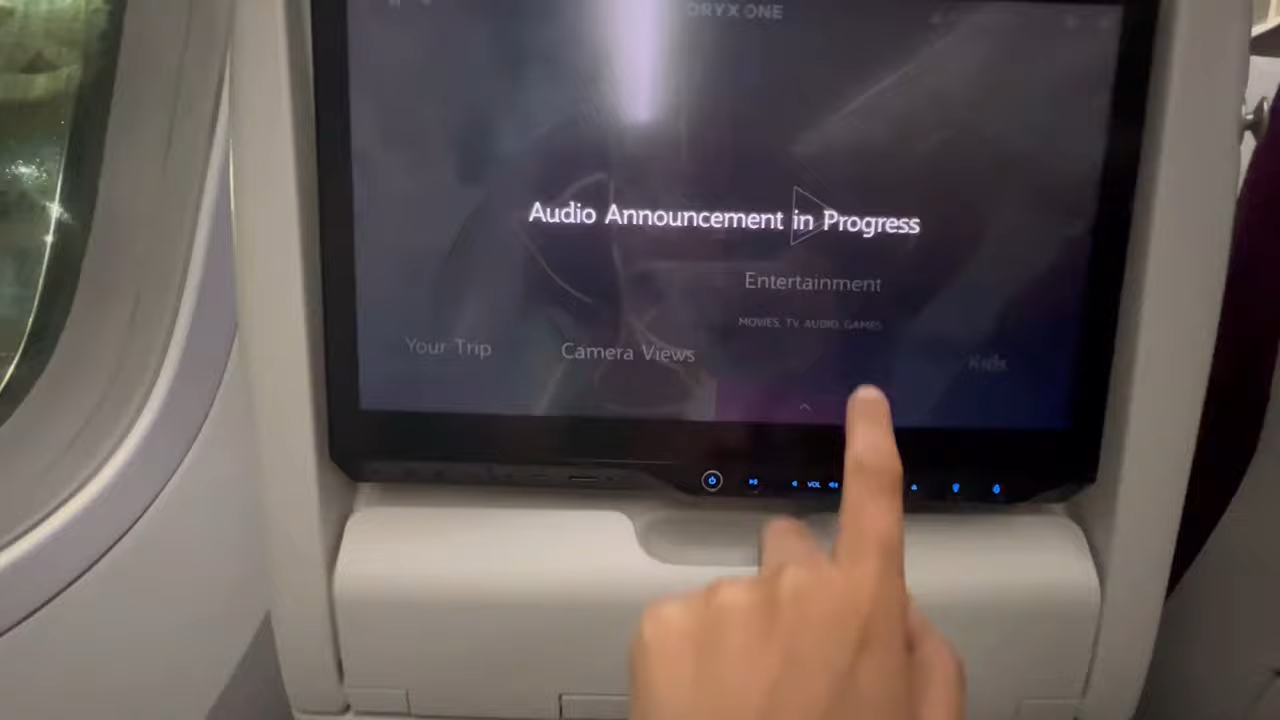 ORYX ONE
Audio Announcement in Progress
Entertainment
MOVIES, TV, AUDIO, GAMES
Your Trip
Camera Views
Kids
VOL